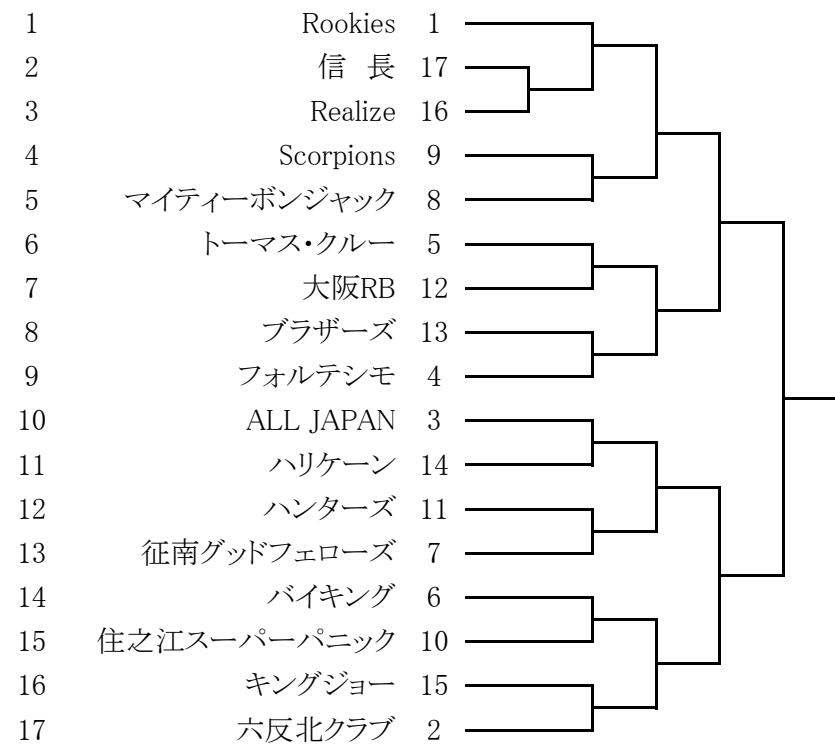 1 Rookies 1
2 信 長 17
3 Realize 16
4 Scorpions 9
5 マイティーボンジャック 8
6 トーマス・クルー 5
7 大阪RB 12
8 ブラザーズ 13
9 フォルテシモ 4
10 ALL JAPAN 3
11 ハリケーン 14
12 ハンターズ 11
13 征南グッドフェローズ 7
14 バイキング 6
15 住之江スーパーパニック 10
16 キングジョー 15
17 六反北クラブ 2